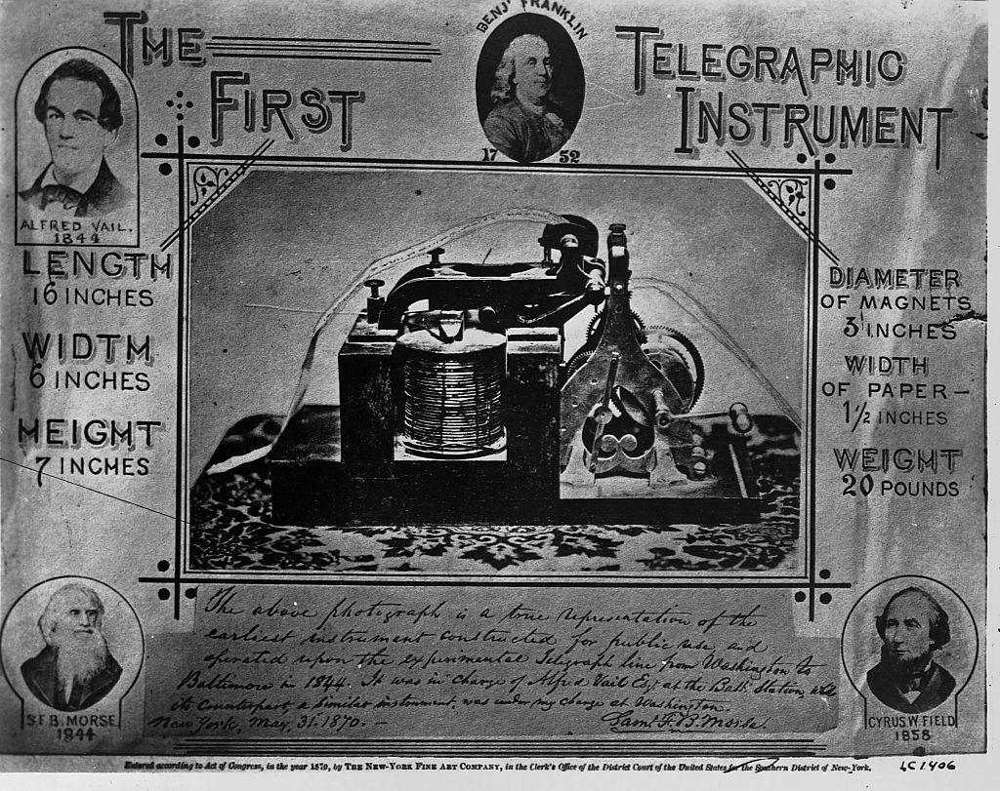 THE FIRST
BENJ' FRANKLIN
17 52
TELEGRAPHIC INSTRUMENT
ALFRED VAIL.
1844
LENGTH
16 INCHES
WIDTH
6 INCHES
HEIGHT
7 INCHES
DIAMETER
OF MAGNETS
3 INCHES
WIDTH
OF PAPER—
1½ INCHES
WEIGHT
20 POUNDS
The above photograph is a true representation of the
earliest instrument constructed for public use, and
operated upon the experimental Telegraph line from Washington to
Baltimore in 1844. It was in charge of Alfred Vail Esq. at the Balt. Station, and
its counterpart, a similar instrument, was under my charge at Washington.
New York, May, 31. 1870.—
Saml. F. B. Morse.
S.F.B. MORSE
1844
CYRUS W. FIELD
1858
Entered according to Act of Congress, in the year 1870, by THE NEW-YORK FINE ART COMPANY, in the Clerk's Office of the District Court of the United States for the Southern District of New-York.
LC1406